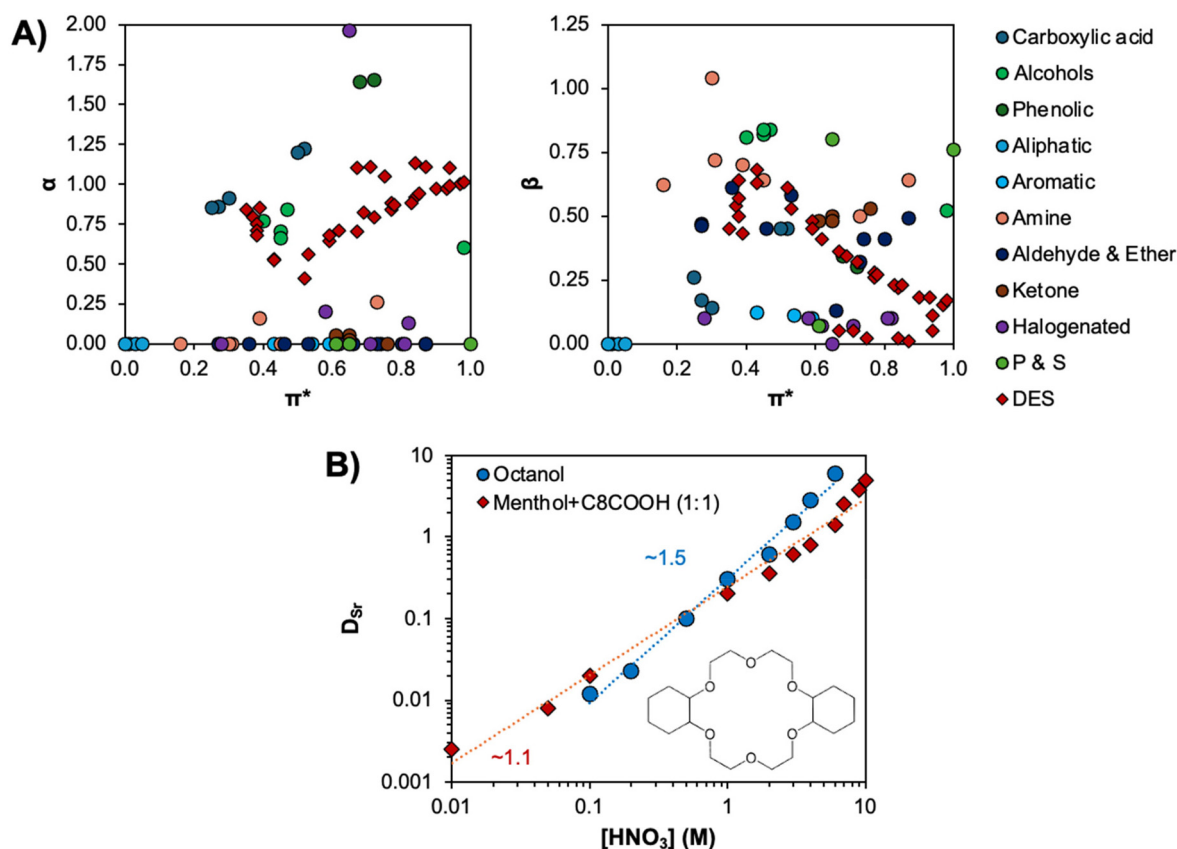 A)
2.00
1.75
1.50
1.25
1.00
0.75
0.50
0.25
0.00
α
0.0 0.2 0.4 0.6 0.8 1.0
π*
1.25
1.00
0.75
0.50
0.25
0.00
β
0.0 0.2 0.4 0.6 0.8 1.0
π*
Carboxylic acid
Alcohols
Phenolic
Aliphatic
Aromatic
Amine
Aldehyde & Ether
Ketone
Halogenated
P & S
DES
B)
10
1
0.1
0.01
0.001
DSr
Octanol
Menthol+C8COOH (1:1)
~1.5
~1.1
O
O O
O O
O
0.01 0.1 1 10
[HNO₃] (M)